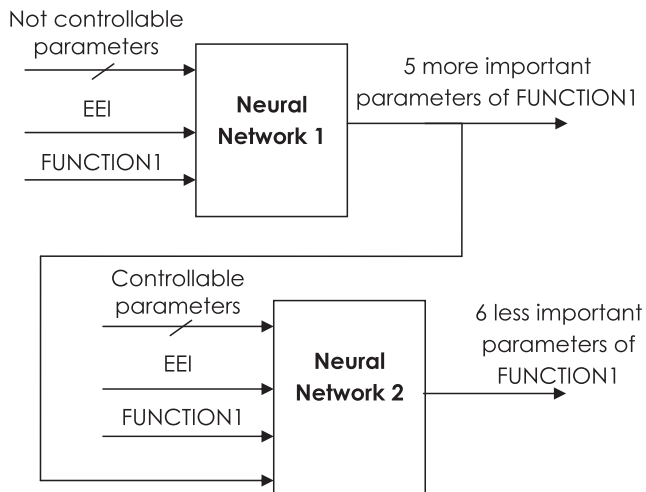 Not controllable
parameters
EEI
FUNCTION1
Neural
Network 1
5 more important
parameters of FUNCTION1
Controllable
parameters
EEI
FUNCTION1
Neural
Network 2
6 less important
parameters of
FUNCTION1